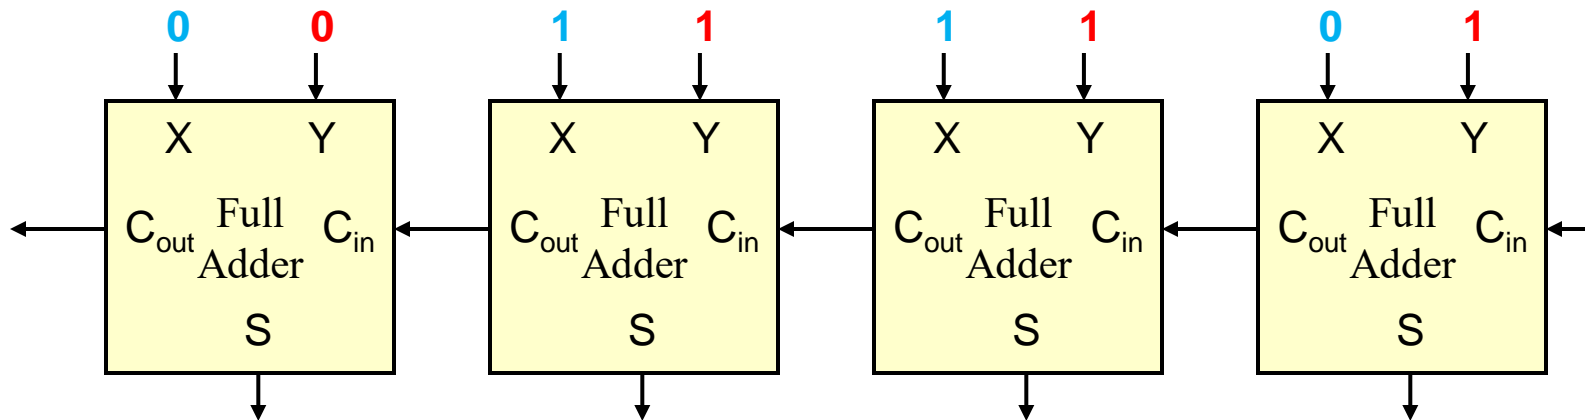 0 0 1 1 1 1 0 1
X Y X Y X Y X Y
Cout Full Adder Cin Cout Full Adder Cin Cout Full Adder Cin Cout Full Adder Cin
S S S S